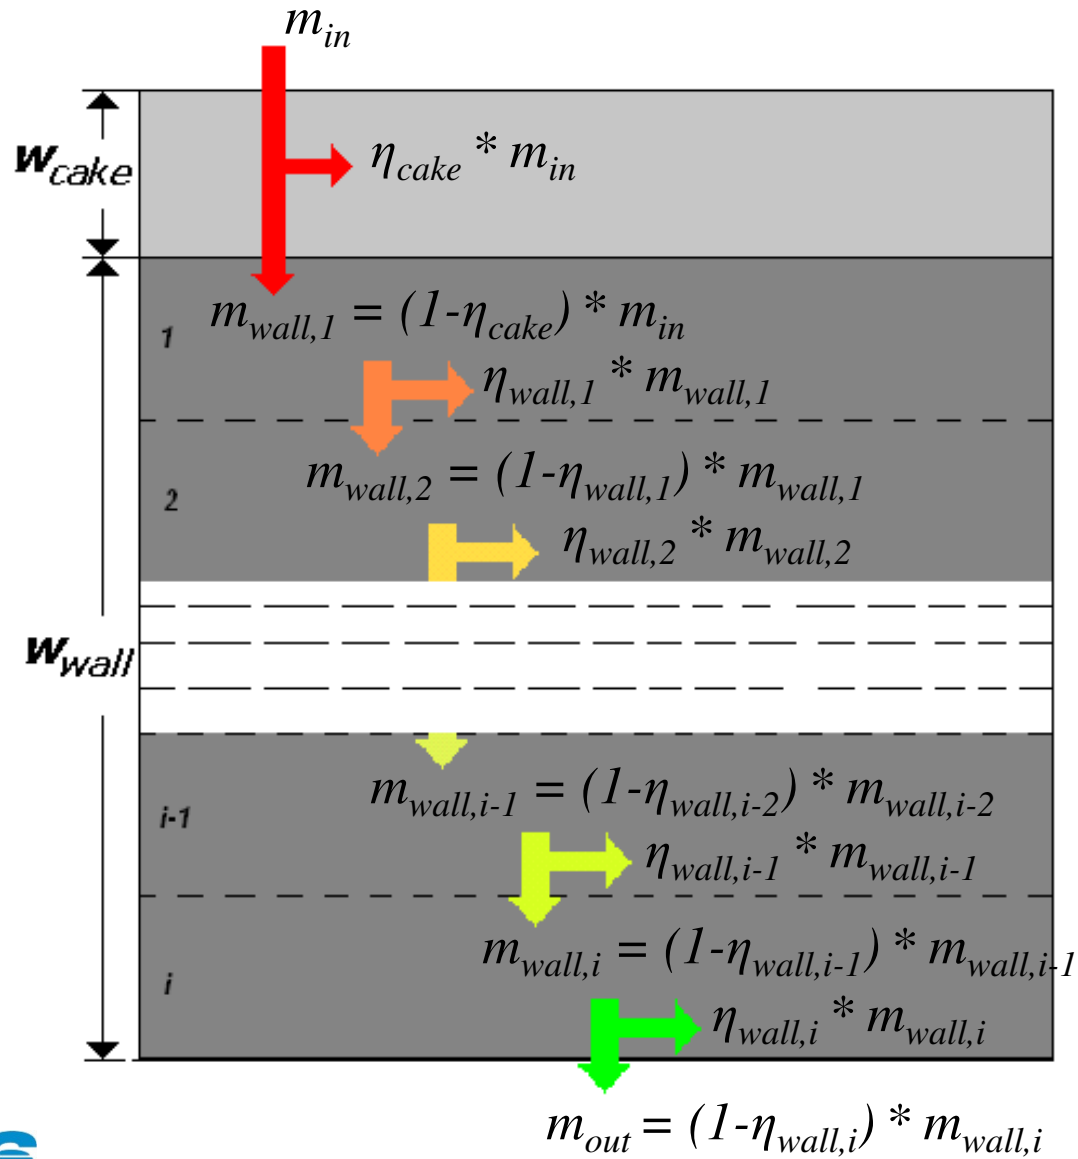 m_in
w_cake
η_cake * m_in
1
m_wall,1 = (1-η_cake) * m_in
η_wall,1 * m_wall,1
2
m_wall,2 = (1-η_wall,1) * m_wall,1
η_wall,2 * m_wall,2
w_wall
i-1
m_wall,i-1 = (1-η_wall,i-2) * m_wall,i-2
η_wall,i-1 * m_wall,i-1
i
m_wall,i = (1-η_wall,i-1) * m_wall,i-1
η_wall,i * m_wall,i
m_out = (1-η_wall,i) * m_wall,i